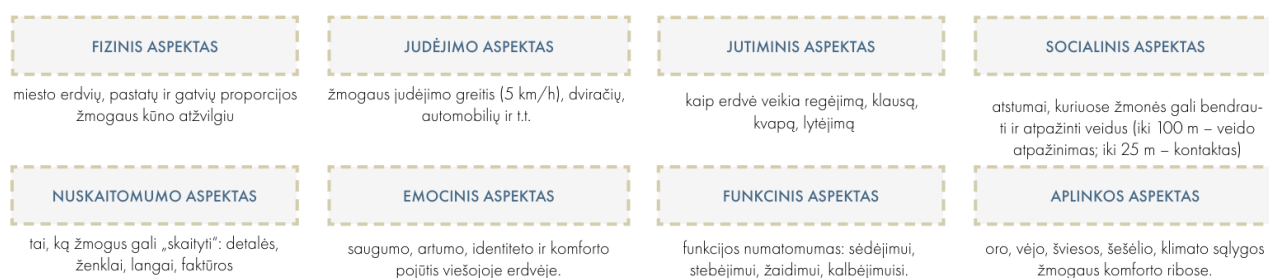 FIZINIS ASPEKTAS
miesto erdvių, pastatų ir gatvių proporcijos
žmogaus kūno atžvilgiu
JUDĖJIMO ASPEKTAS
žmogaus judėjimo greitis (5 km/h), dviračių,
automobilių ir t.t.
JUTIMINIS ASPEKTAS
kaip erdvė veikia regėjimą, klausą,
kvapą, lytėjimą
SOCIALINIS ASPEKTAS
atstumai, kuriuose žmonės gali bendrau-
ti ir atpažinti veidus (iki 100 m – veido
atpažinimas; iki 25 m – kontaktas)
NUSKAITOMUMO ASPEKTAS
tai, ką žmogus gali „skaityti“: detalės,
ženklai, langai, faktūros
EMOCINIS ASPEKTAS
saugumo, artumo, identiteto ir komforto
pojūtis viešojoje erdvėje.
FUNKCINIS ASPEKTAS
funkcijos numatomumas: sėdėjimui,
stebėjimui, žaidimui, kalbėjimuisi.
APLINKOS ASPEKTAS
oro, vėjo, šviesos, šešėlio, klimato sąlygos
žmogaus komforto ribose.